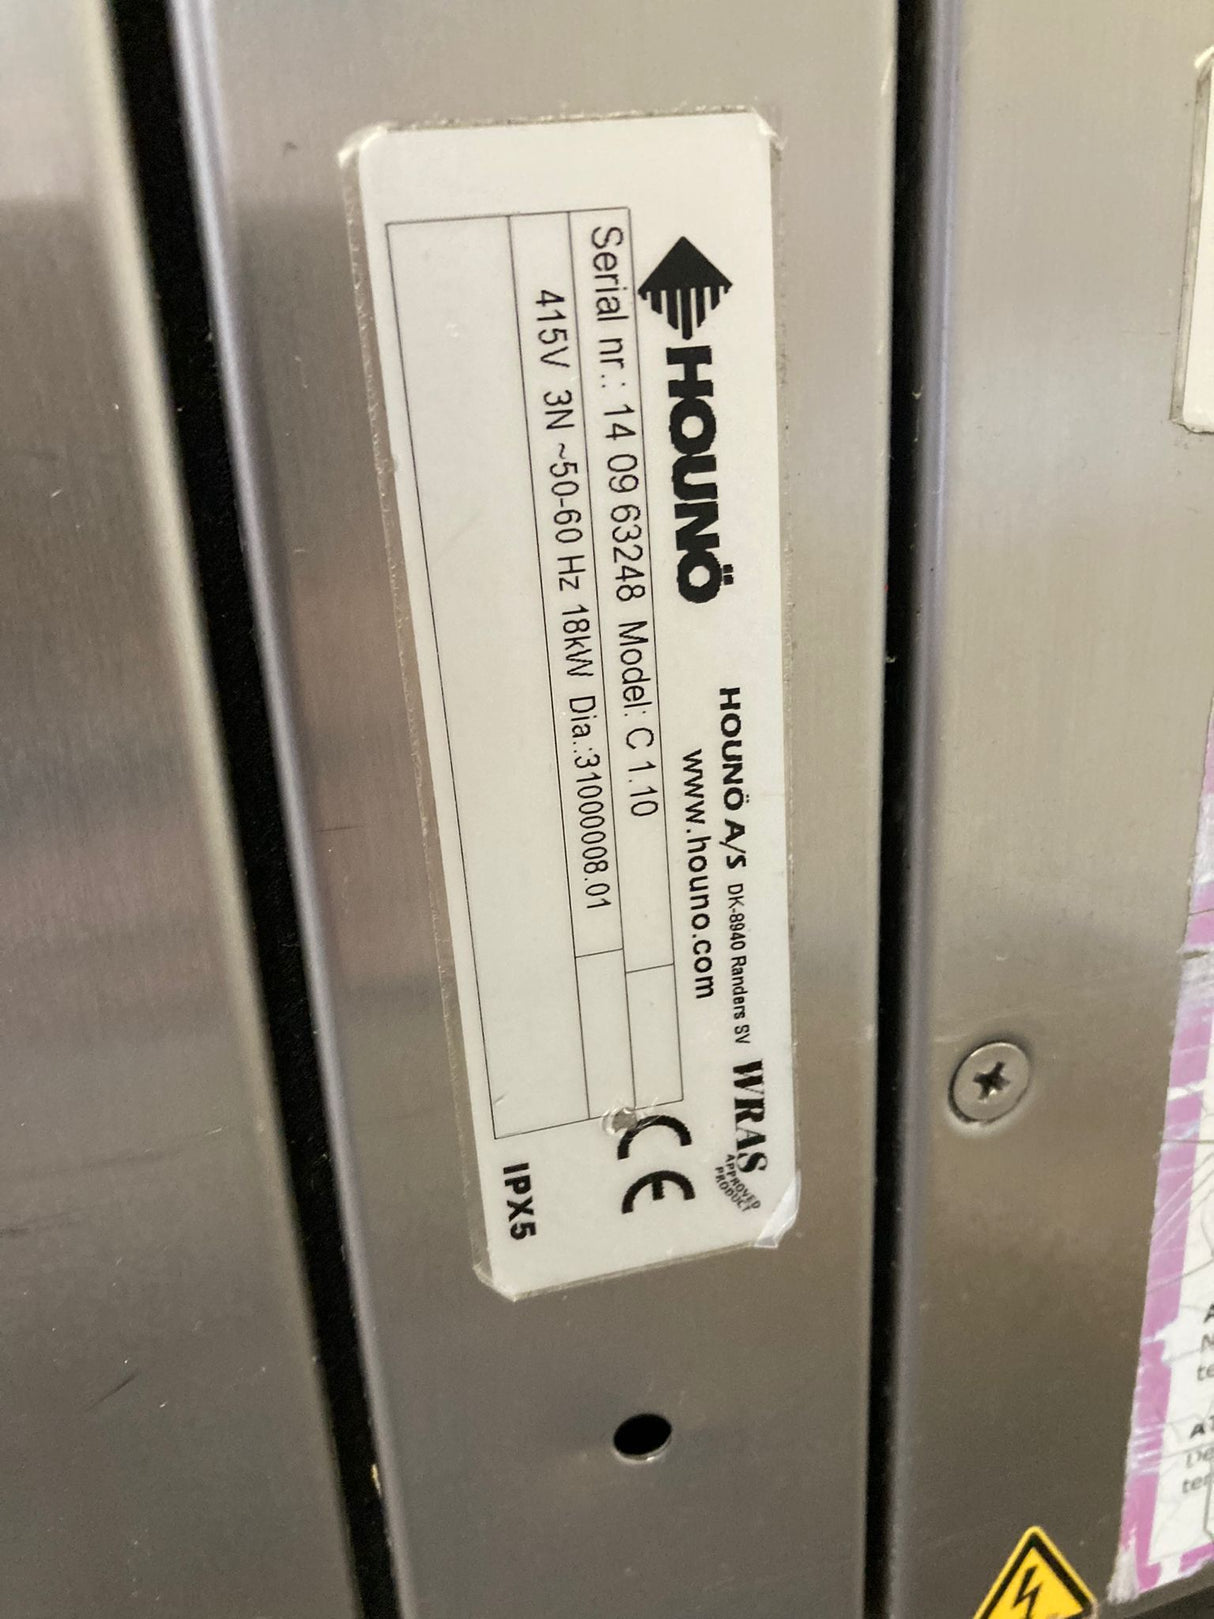 HOUNÖ
HOUNÖ A/S DK-8940 Randers SV
www.houno.com
WRAS
APPROVED
PRODUCT
Serial nr.: 14 09 63248 Model: C 1.10
415V 3N ~50-60 Hz 18kW Dia.:31000008.01
CE
IPX5